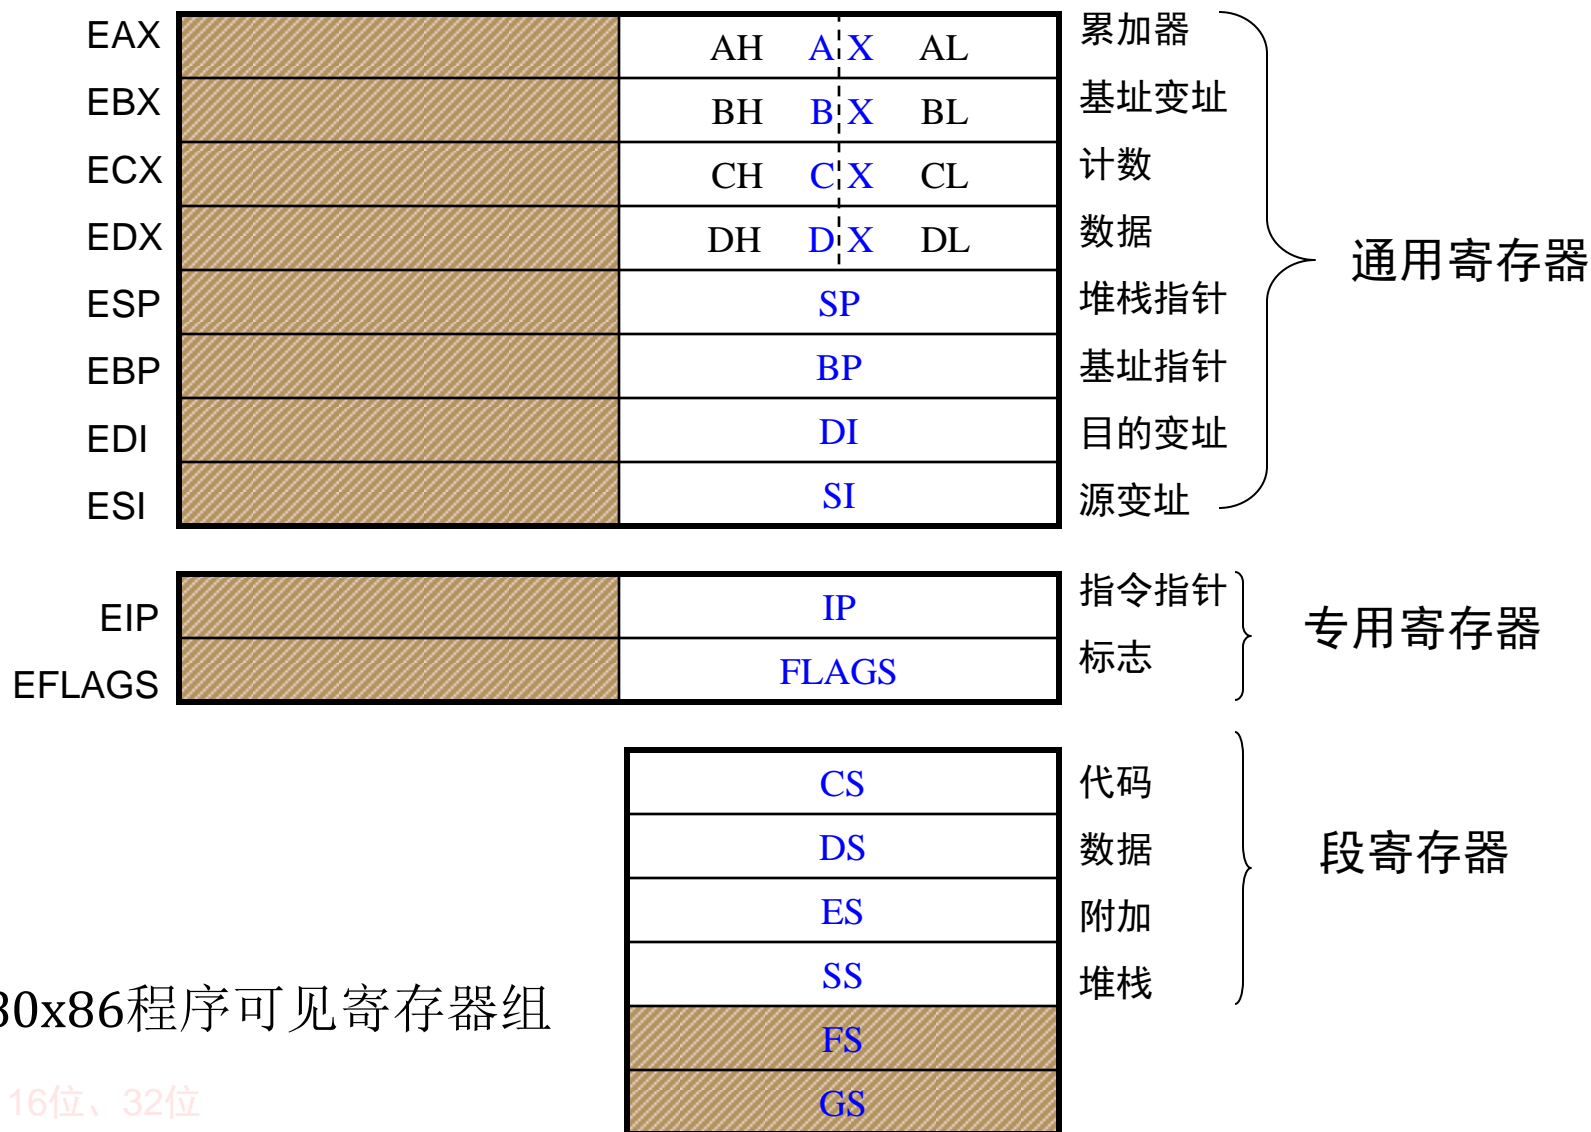 EAX AH A X AL 累加器
EBX BH B X BL 基址变址
ECX CH C X CL 计数
EDX DH D X DL 数据
通用寄存器
ESP SP 堆栈指针
EBP BP 基址指针
EDI DI 目的变址
ESI SI 源变址
EIP IP 指令指针
专用寄存器
EFLAGS FLAGS 标志
CS 代码
DS 数据
段寄存器
ES 附加
SS 堆栈
80x86程序可见寄存器组
FS
GS
16位、32位